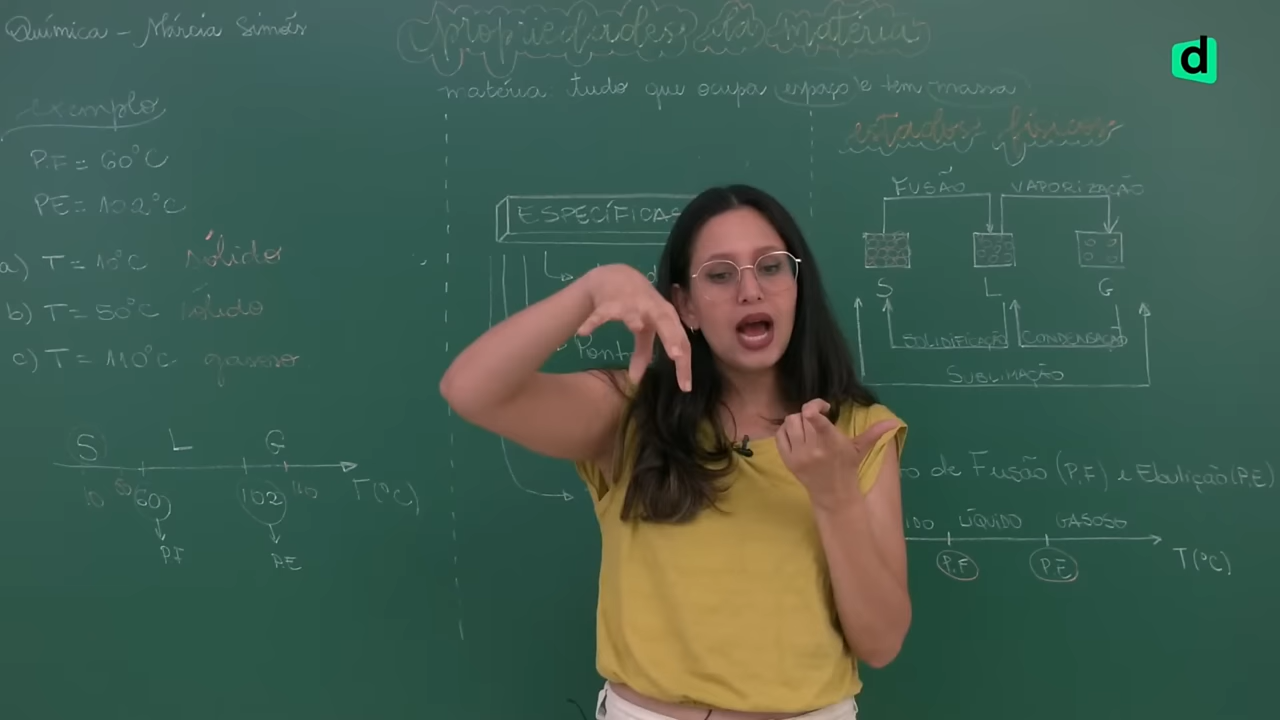 Química - Márcia Simões
propriedades da matéria
matéria: tudo que ocupa espaço e tem massa
exemplo
P.F = 60°C
PE = 102°C
a) T = 10°C sólido
b) T = 50°C sólido
c) T = 110°C gasoso
S L G
10 50 60 102 110 T(°C)
P.F P.E
ESPECÍFICAS
Ponto
estados físicos
FUSÃO VAPORIZAÇÃO
S L G
SOLIDIFICAÇÃO CONDENSAÇÃO
SUBLIMAÇÃO
de Fusão (P.F) e Ebulição (P.E)
LÍQUIDO GASOSO
P.F P.E T(°C)
d